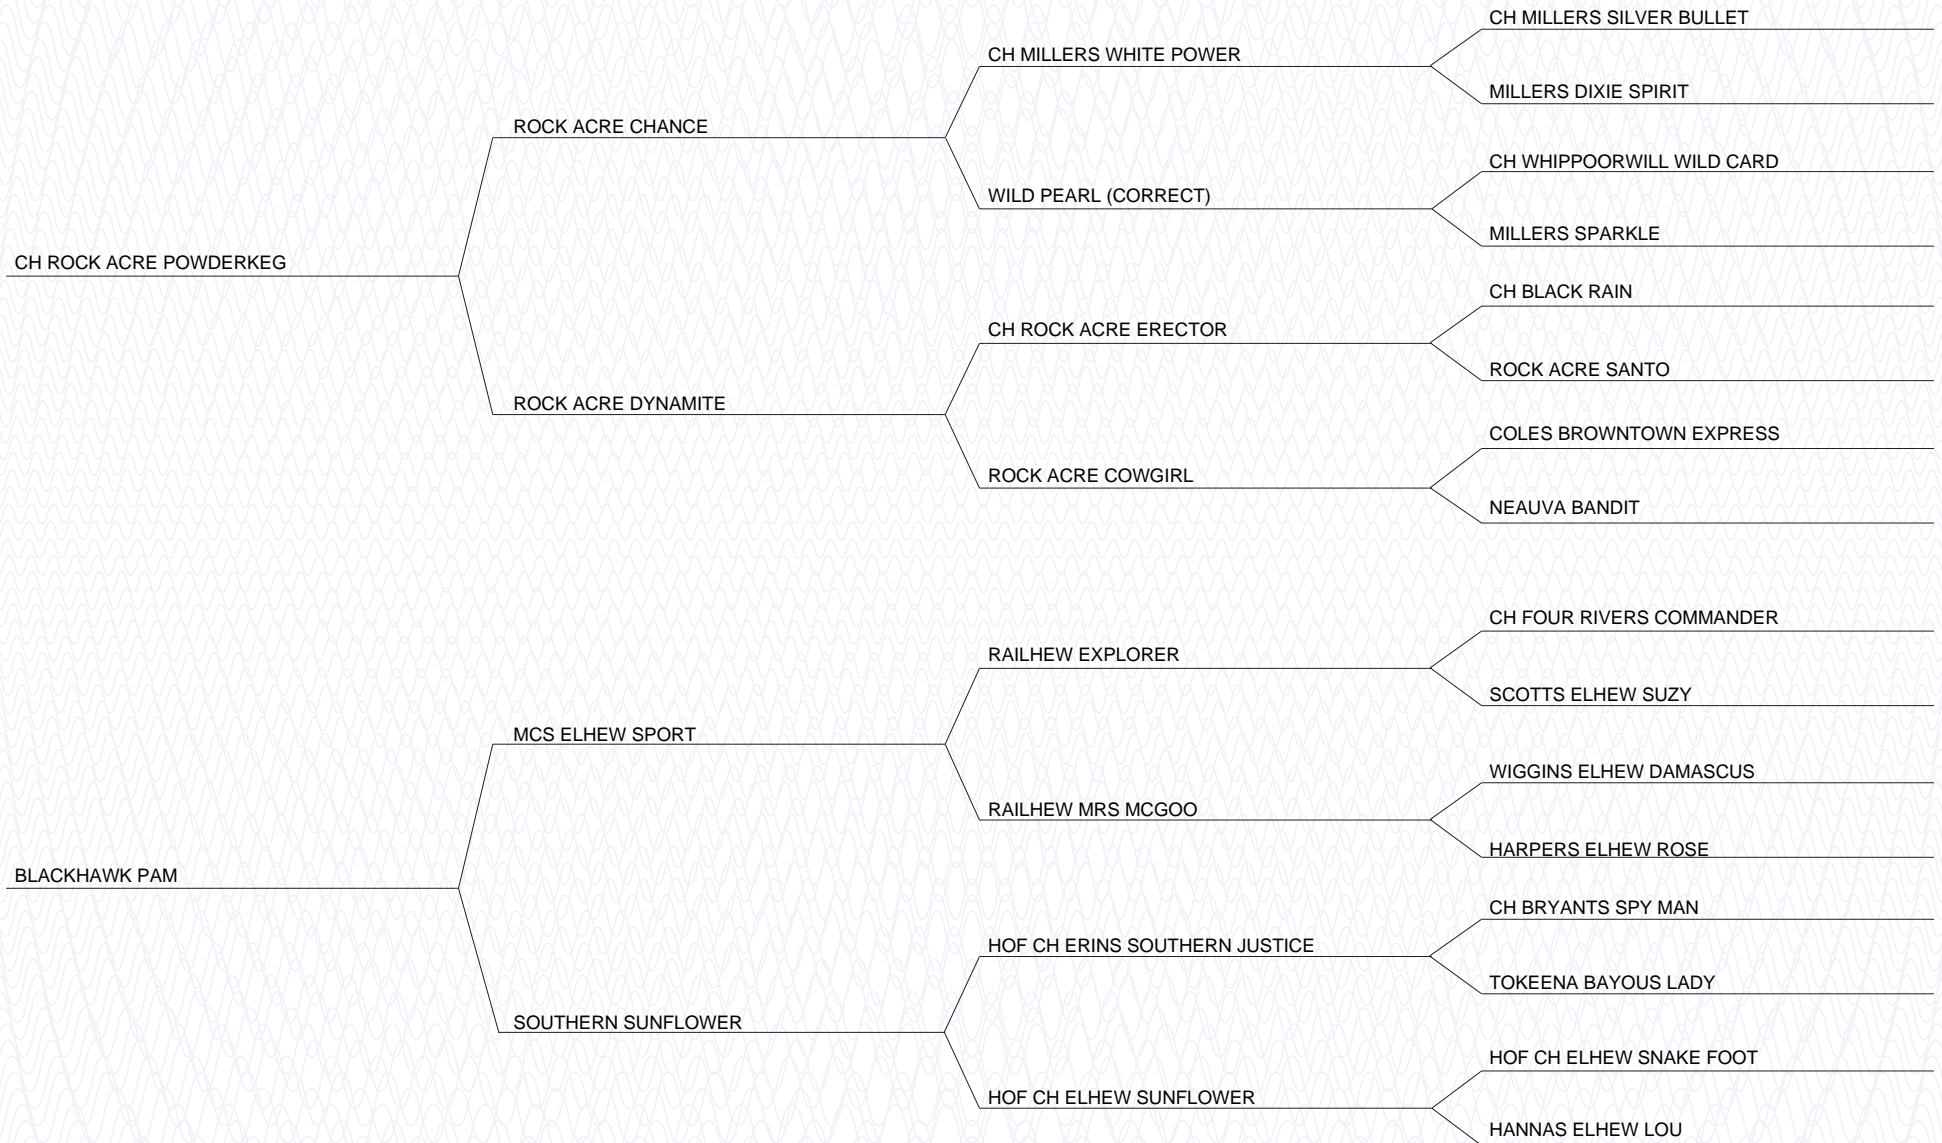 CH MILLERS SILVER BULLET
CH MILLERS WHITE POWER
MILLERS DIXIE SPIRIT
ROCK ACRE CHANCE
CH WHIPPOORWILL WILD CARD
WILD PEARL (CORRECT)
MILLERS SPARKLE
CH ROCK ACRE POWDERKEG
CH BLACK RAIN
CH ROCK ACRE ERECTOR
ROCK ACRE SANTO
ROCK ACRE DYNAMITE
COLES BROWNTOWN EXPRESS
ROCK ACRE COWGIRL
NEAUVA BANDIT
CH FOUR RIVERS COMMANDER
RAILHEW EXPLORER
SCOTTS ELHEW SUZY
MCS ELHEW SPORT
WIGGINS ELHEW DAMASCUS
RAILHEW MRS MCGOO
HARPERS ELHEW ROSE
BLACKHAWK PAM
CH BRYANTS SPY MAN
HOF CH ERINS SOUTHERN JUSTICE
TOKEENA BAYOUS LADY
SOUTHERN SUNFLOWER
HOF CH ELHEW SNAKE FOOT
HOF CH ELHEW SUNFLOWER
HANNAS ELHEW LOU